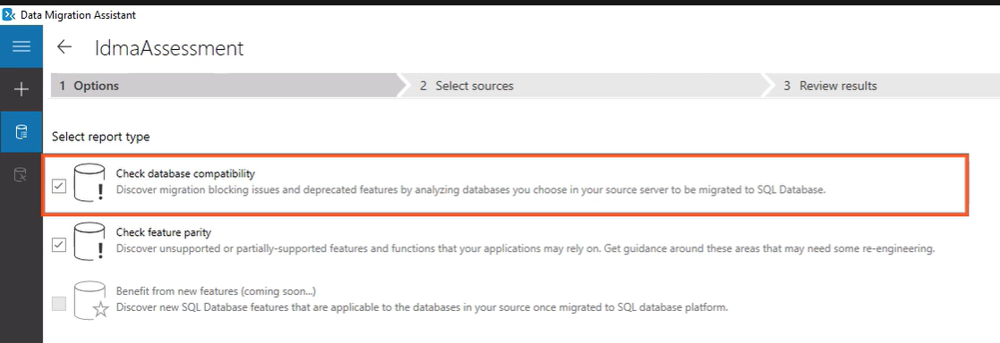 Data Migration Assistant
IdmaAssessment
1 Options
2 Select sources
3 Review results
Select report type
Check database compatibility
Discover migration blocking issues and deprecated features by analyzing databases you choose in your source server to be migrated to SQL Database.
Check feature parity
Discover unsupported or partially-supported features and functions that your applications may rely on. Get guidance around these areas that may need some re-engineering.
Benefit from new features (coming soon...)
Discover new SQL Database features that are applicable to the databases in your source once migrated to SQL database platform.